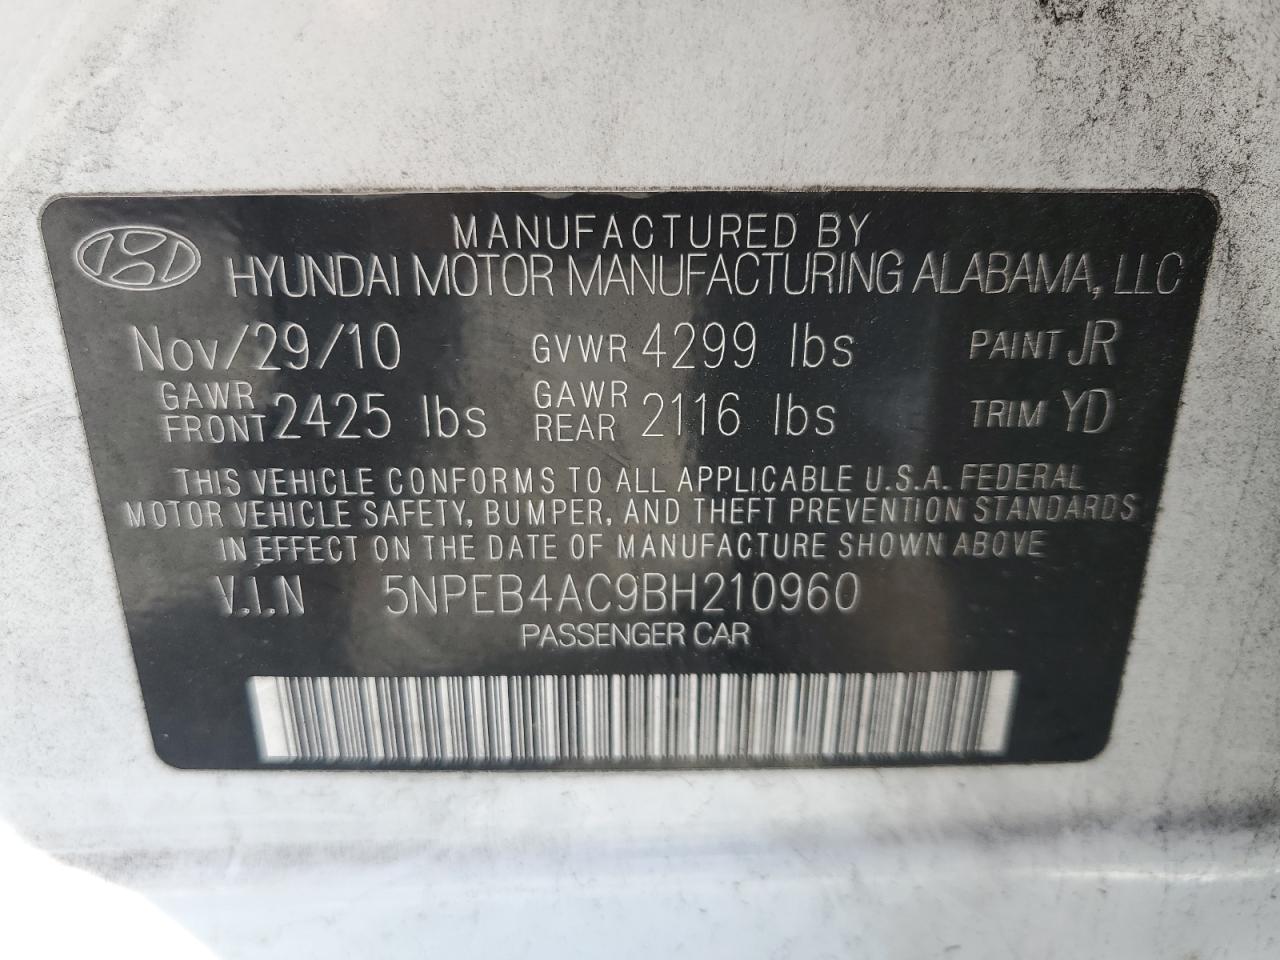 MANUFACTURED BY
HYUNDAI MOTOR MANUFACTURING ALABAMA, LLC
Nov/29/10 GVWR 4299 lbs PAINT JR
GAWR FRONT 2425 lbs GAWR REAR 2116 lbs TRIM YD
THIS VEHICLE CONFORMS TO ALL APPLICABLE U.S.A. FEDERAL
MOTOR VEHICLE SAFETY, BUMPER, AND THEFT PREVENTION STANDARDS
IN EFFECT ON THE DATE OF MANUFACTURE SHOWN ABOVE
V.I.N 5NPEB4AC9BH210960
PASSENGER CAR